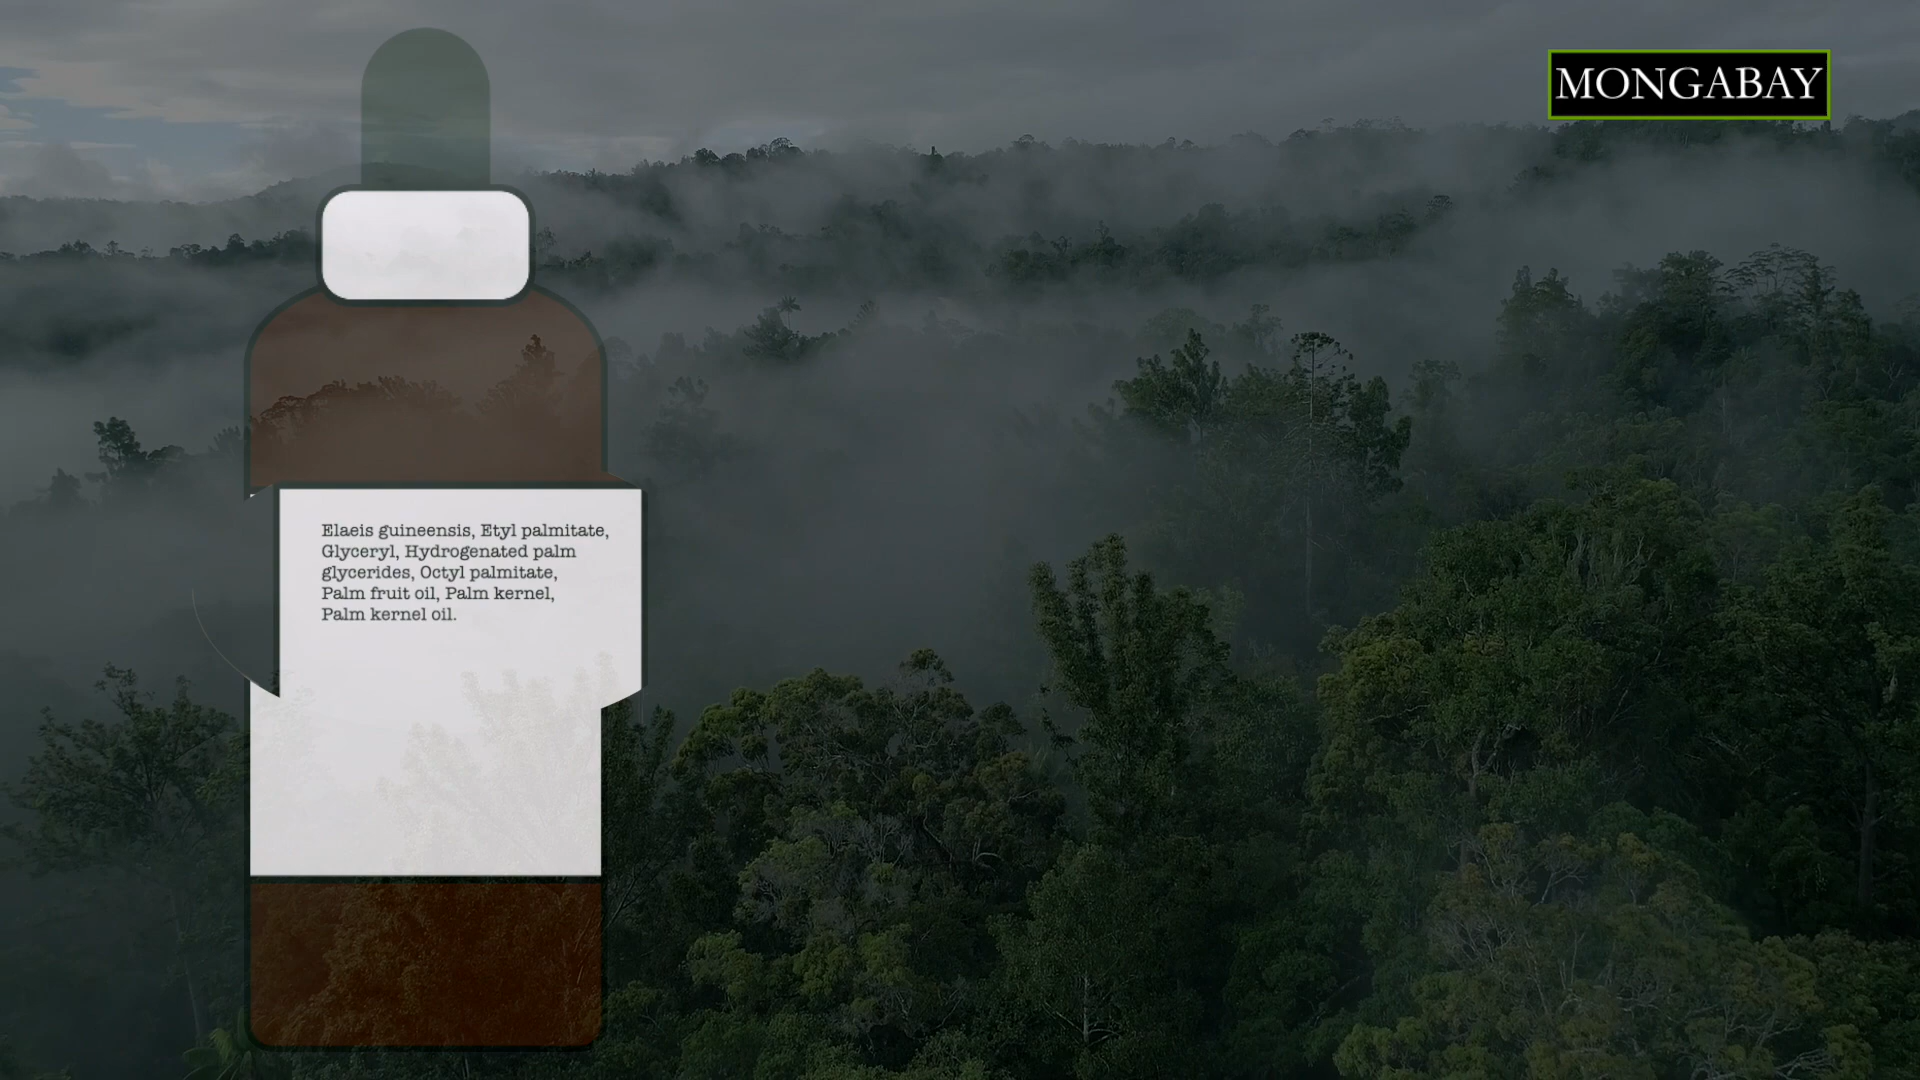 MONGABAY
Elaeis guineensis, Etyl palmitate,
Glyceryl, Hydrogenated palm
glycerides, Octyl palmitate,
Palm fruit oil, Palm kernel,
Palm kernel oil.